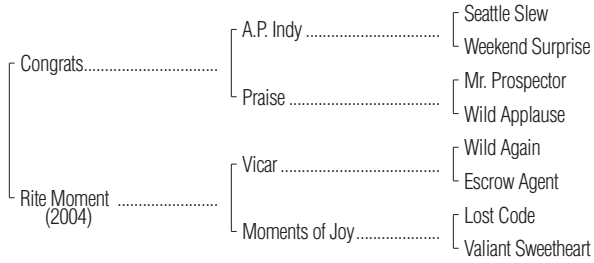 Seattle Slew
A.P. Indy
Weekend Surprise
Congrats
Mr. Prospector
Praise
Wild Applause
Wild Again
Vicar
Escrow Agent
Rite Moment
(2004)
Lost Code
Moments of Joy
Valiant Sweetheart